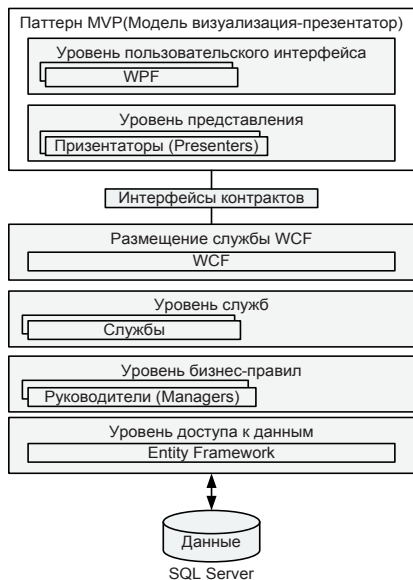 Паттерн MVP(Модель визуализация-презентатор)
Уровень пользовательского интерфейса
WPF
Уровень представления
Призентаторы (Presenters)
Интерфейсы контрактов
Размещение службы WCF
WCF
Уровень служб
Службы
Уровень бизнес-правил
Руководители (Managers)
Уровень доступа к данным
Entity Framework
Данные
SQL Server